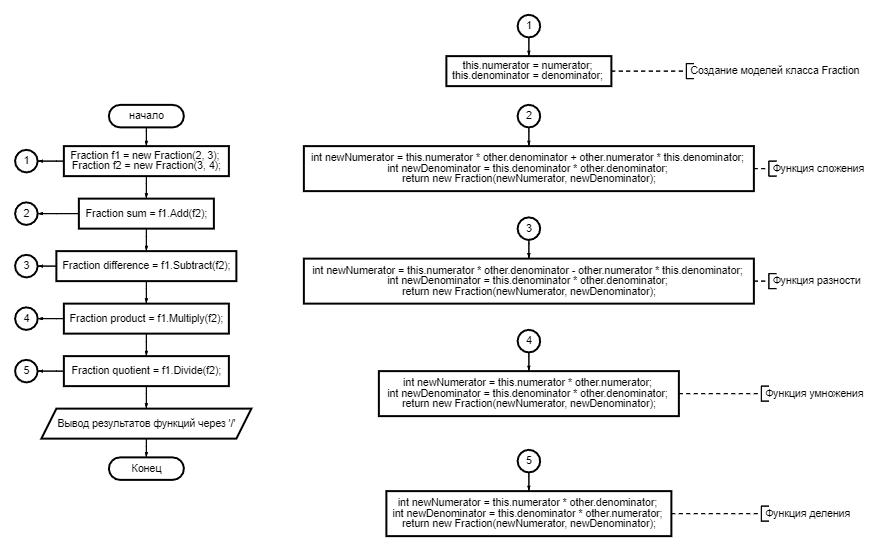 начало
1
Fraction f1 = new Fraction(2, 3);
Fraction f2 = new Fraction(3, 4);
2
Fraction sum = f1.Add(f2);
3
Fraction difference = f1.Subtract(f2);
4
Fraction product = f1.Multiply(f2);
5
Fraction quotient = f1.Divide(f2);
Вывод результатов функций через '/'
Конец
1
this.numerator = numerator;
this.denominator = denominator;
Создание моделей класса Fraction
2
int newNumerator = this.numerator * other.denominator + other.numerator * this.denominator;
int newDenominator = this.denominator * other.denominator;
return new Fraction(newNumerator, newDenominator);
Функция сложения
3
int newNumerator = this.numerator * other.denominator - other.numerator * this.denominator;
int newDenominator = this.denominator * other.denominator;
return new Fraction(newNumerator, newDenominator);
Функция разности
4
int newNumerator = this.numerator * other.numerator;
int newDenominator = this.denominator * other.denominator;
return new Fraction(newNumerator, newDenominator);
Функция умножения
5
int newNumerator = this.numerator * other.denominator;
int newDenominator = this.denominator * other.numerator;
return new Fraction(newNumerator, newDenominator);
Функция деления